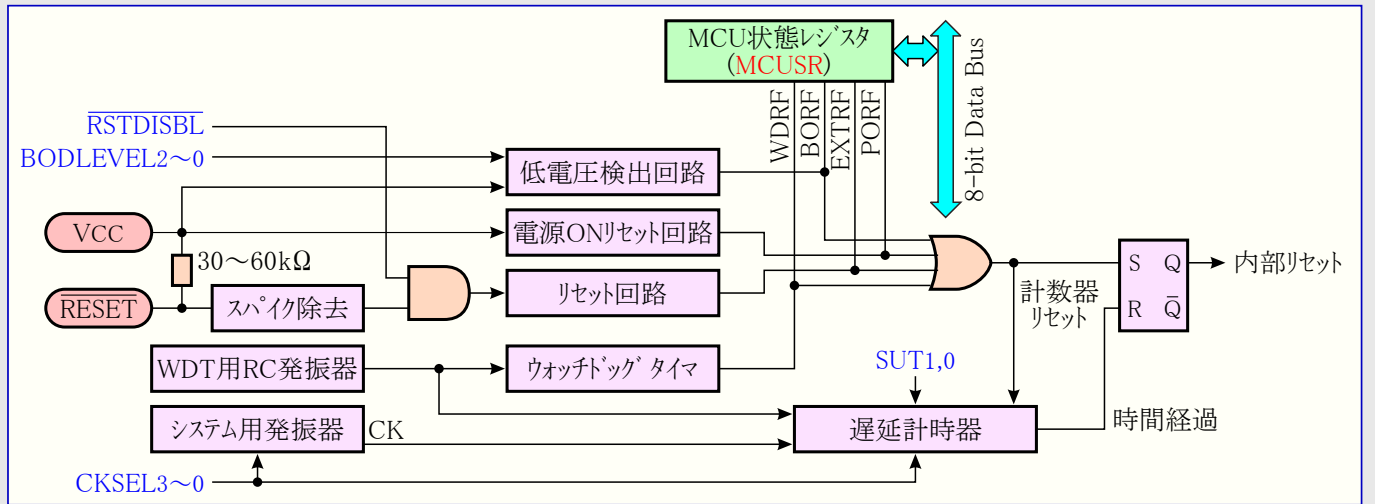 MCU状態レジスタ
(MCUSR)
8-bit Data Bus
WDRF
BORF
EXTRF
PORF
RSTDISBL
BODLEVEL2～0
低電圧検出回路
VCC
電源ONリセット回路
30～60kΩ
RESET
スパイク除去
リセット回路
S Q
R Q̅
内部リセット
計数器
リセット
WDT用RC発振器
ウォッチドッグ タイマ
SUT1,0
システム用発振器
CK
遅延計時器
時間経過
CKSEL3～0